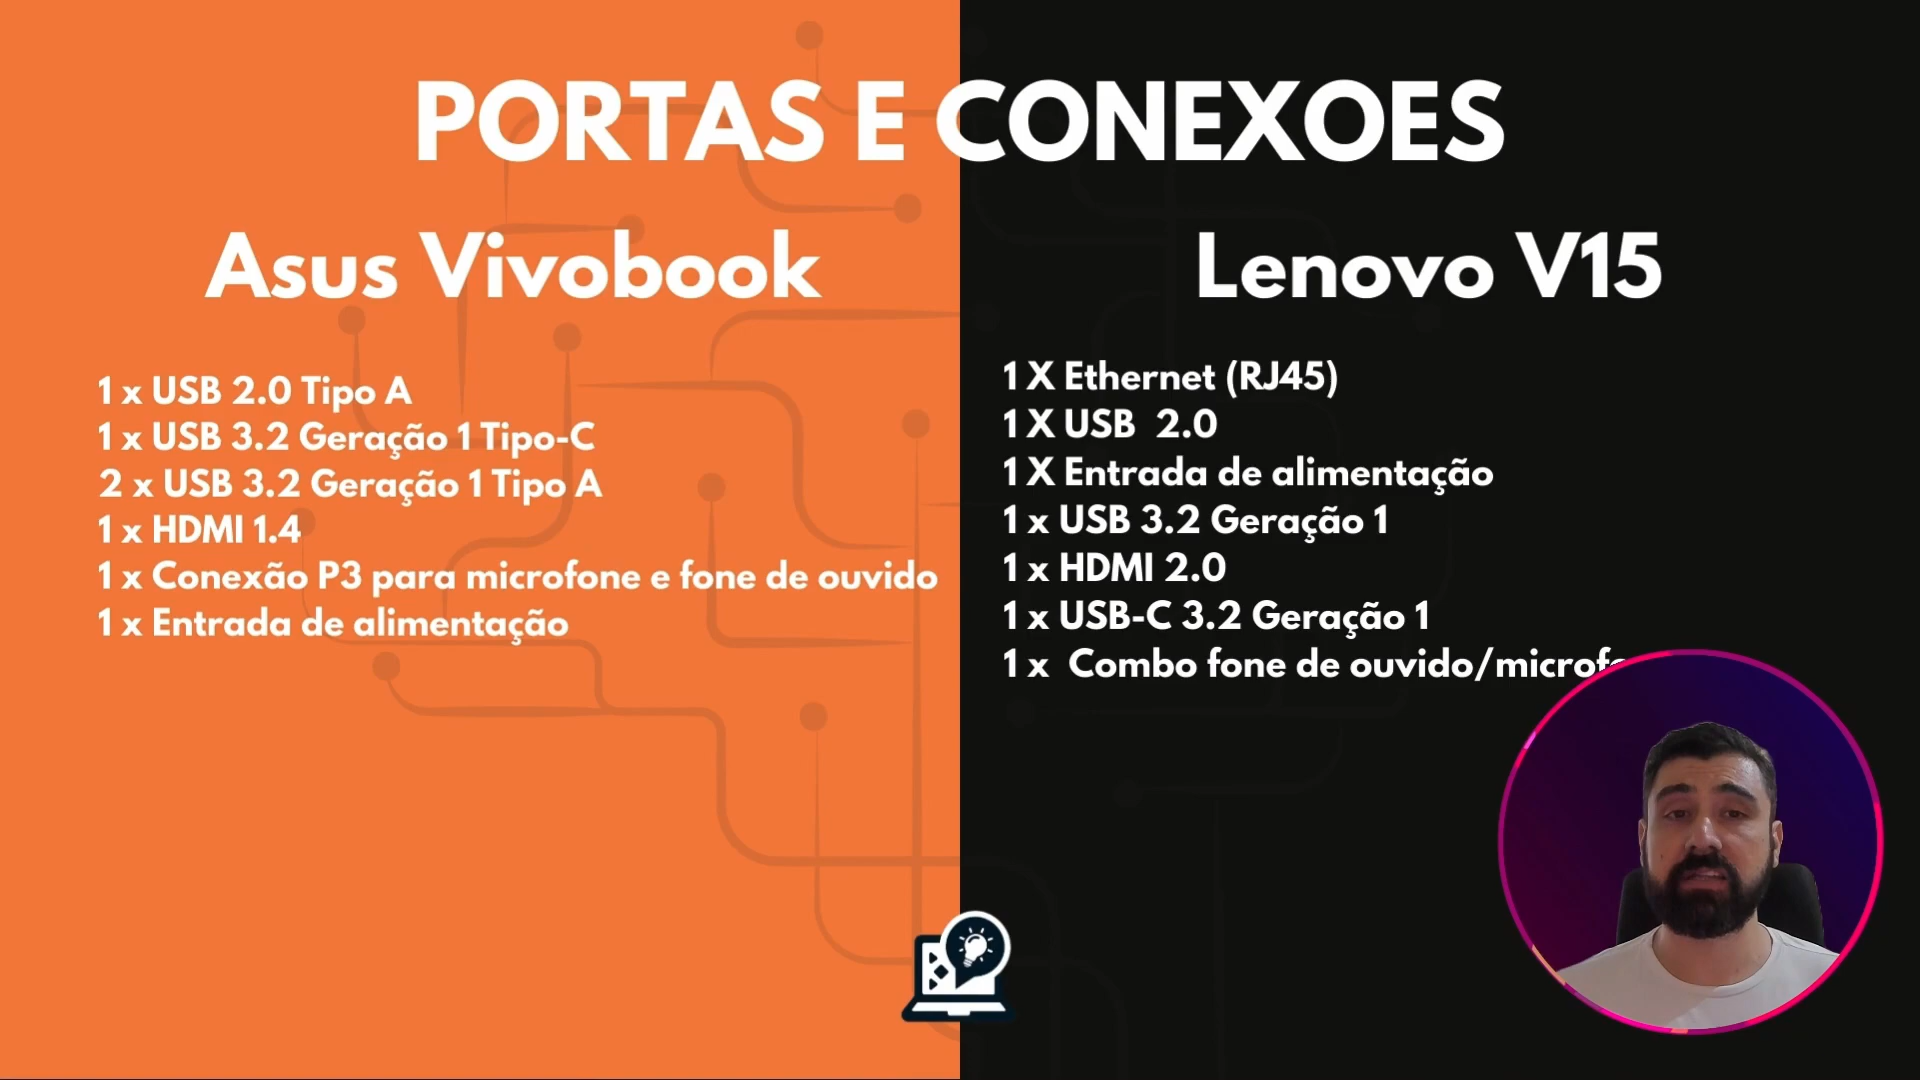 PORTAS E CONEXOES
Asus Vivobook
1 x USB 2.0 Tipo A
1 x USB 3.2 Geração 1 Tipo-C
2 x USB 3.2 Geração 1 Tipo A
1 x HDMI 1.4
1 x Conexão P3 para microfone e fone de ouvido
1 x Entrada de alimentação
Lenovo V15
1 X Ethernet (RJ45)
1 X USB 2.0
1 X Entrada de alimentação
1 x USB 3.2 Geração 1
1 x HDMI 2.0
1 x USB-C 3.2 Geração 1
1 x Combo fone de ouvido/